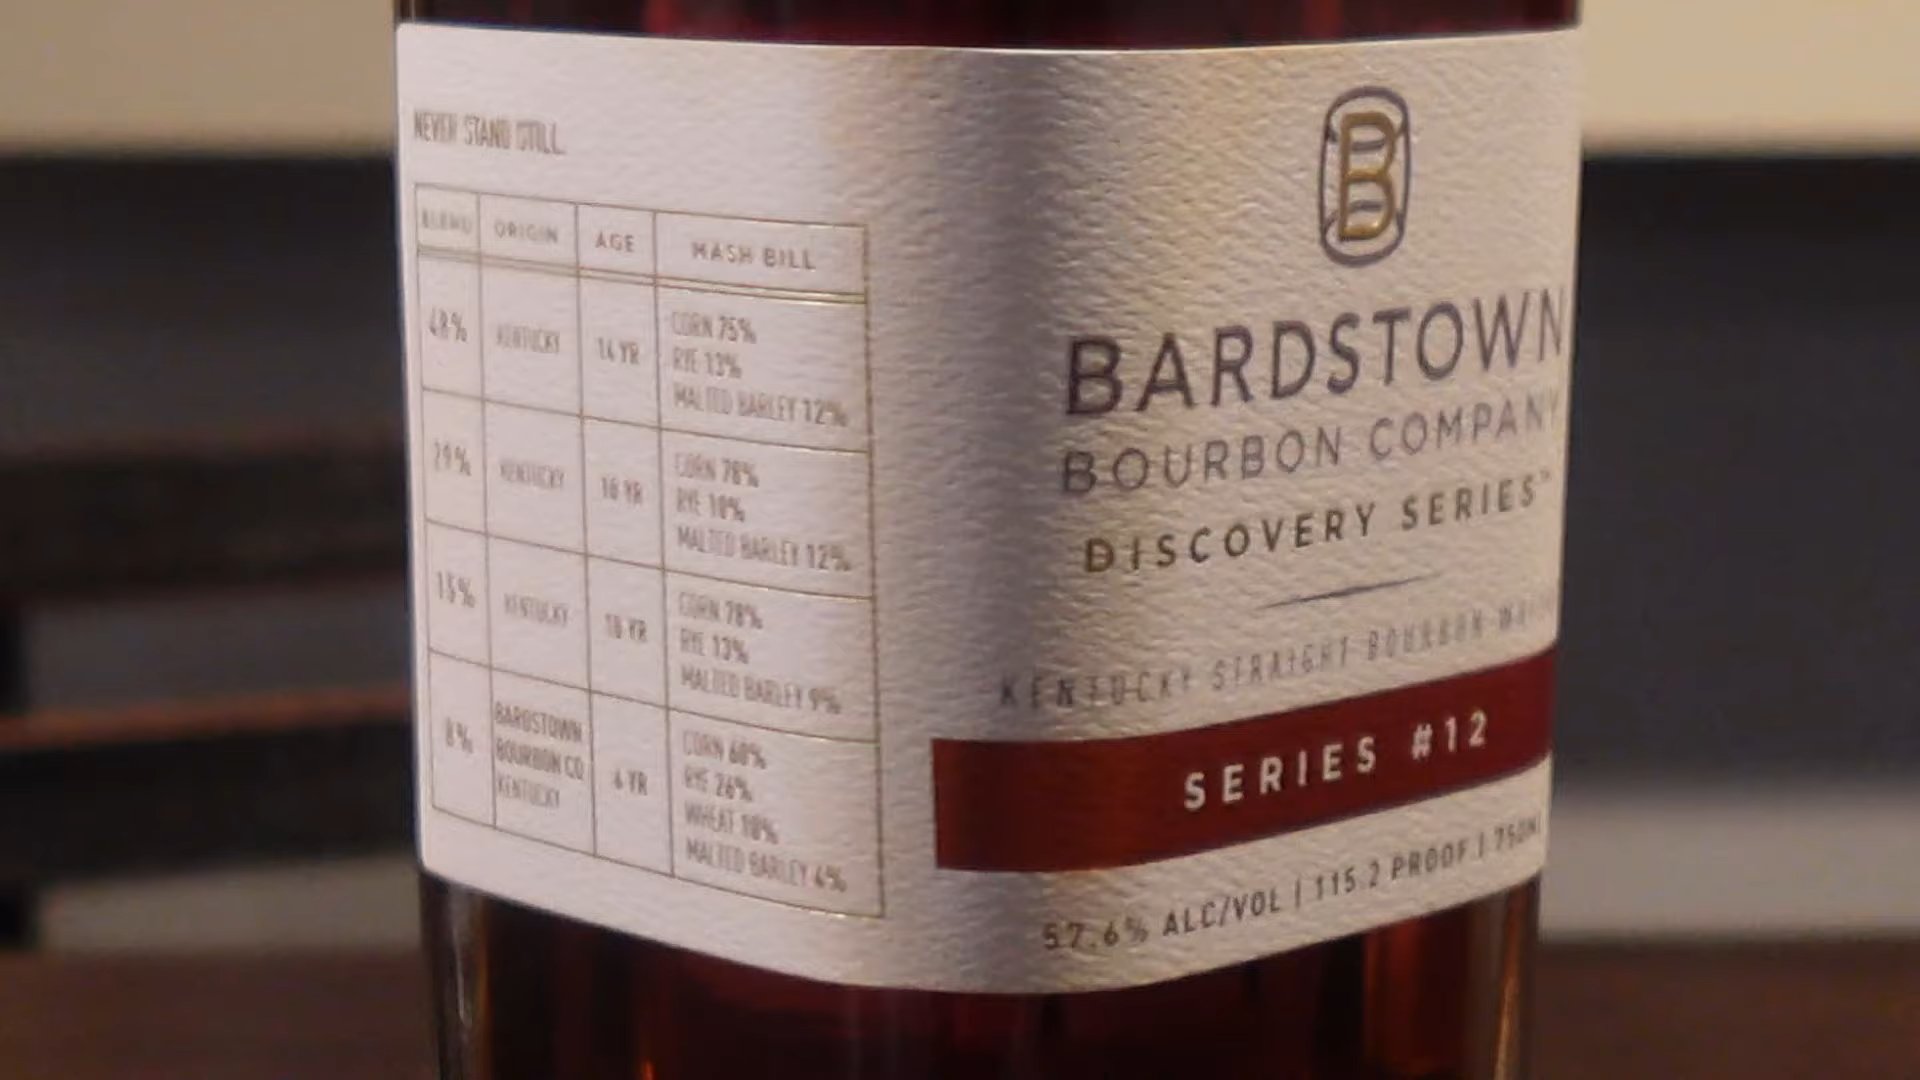 NEVER STAND STILL.
BLEND ORIGIN AGE MASH BILL
48% KENTUCKY 14 YR CORN 75%
RYE 13%
MALTED BARLEY 12%
29% KENTUCKY 10 YR CORN 78%
RYE 10%
MALTED BARLEY 12%
15% KENTUCKY 10 YR CORN 78%
RYE 13%
MALTED BARLEY 9%
8% BARDSTOWN
BOURBON CO
KENTUCKY
6 YR CORN 60%
RYE 26%
WHEAT 10%
MALTED BARLEY 4%
B
BARDSTOWN
BOURBON COMPANY
DISCOVERY SERIES™
KENTUCKY STRAIGHT BOURBON
SERIES #12
57.6% ALC/VOL | 115.2 PROOF | 750ML